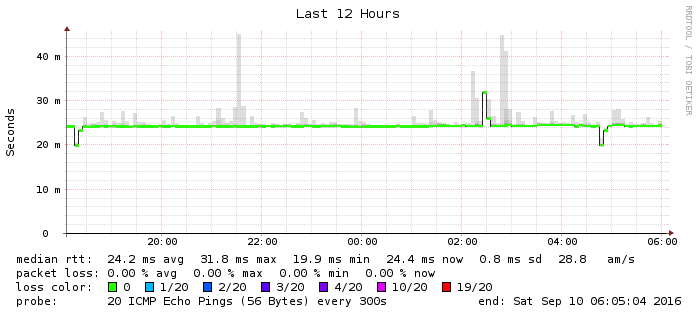 Last 12 Hours
RRDTOOL / TOBI OETIKER
Seconds
40 m
30 m
20 m
10 m
0
20:00 22:00 00:00 02:00 04:00 06:00
median rtt: 24.2 ms avg 31.8 ms max 19.9 ms min 24.4 ms now 0.8 ms sd 28.8 am/s
packet loss: 0.00 % avg 0.00 % max 0.00 % min 0.00 % now
loss color: 0 1/20 2/20 3/20 4/20 10/20 19/20
probe: 20 ICMP Echo Pings (56 Bytes) every 300s end: Sat Sep 10 06:05:04 2016